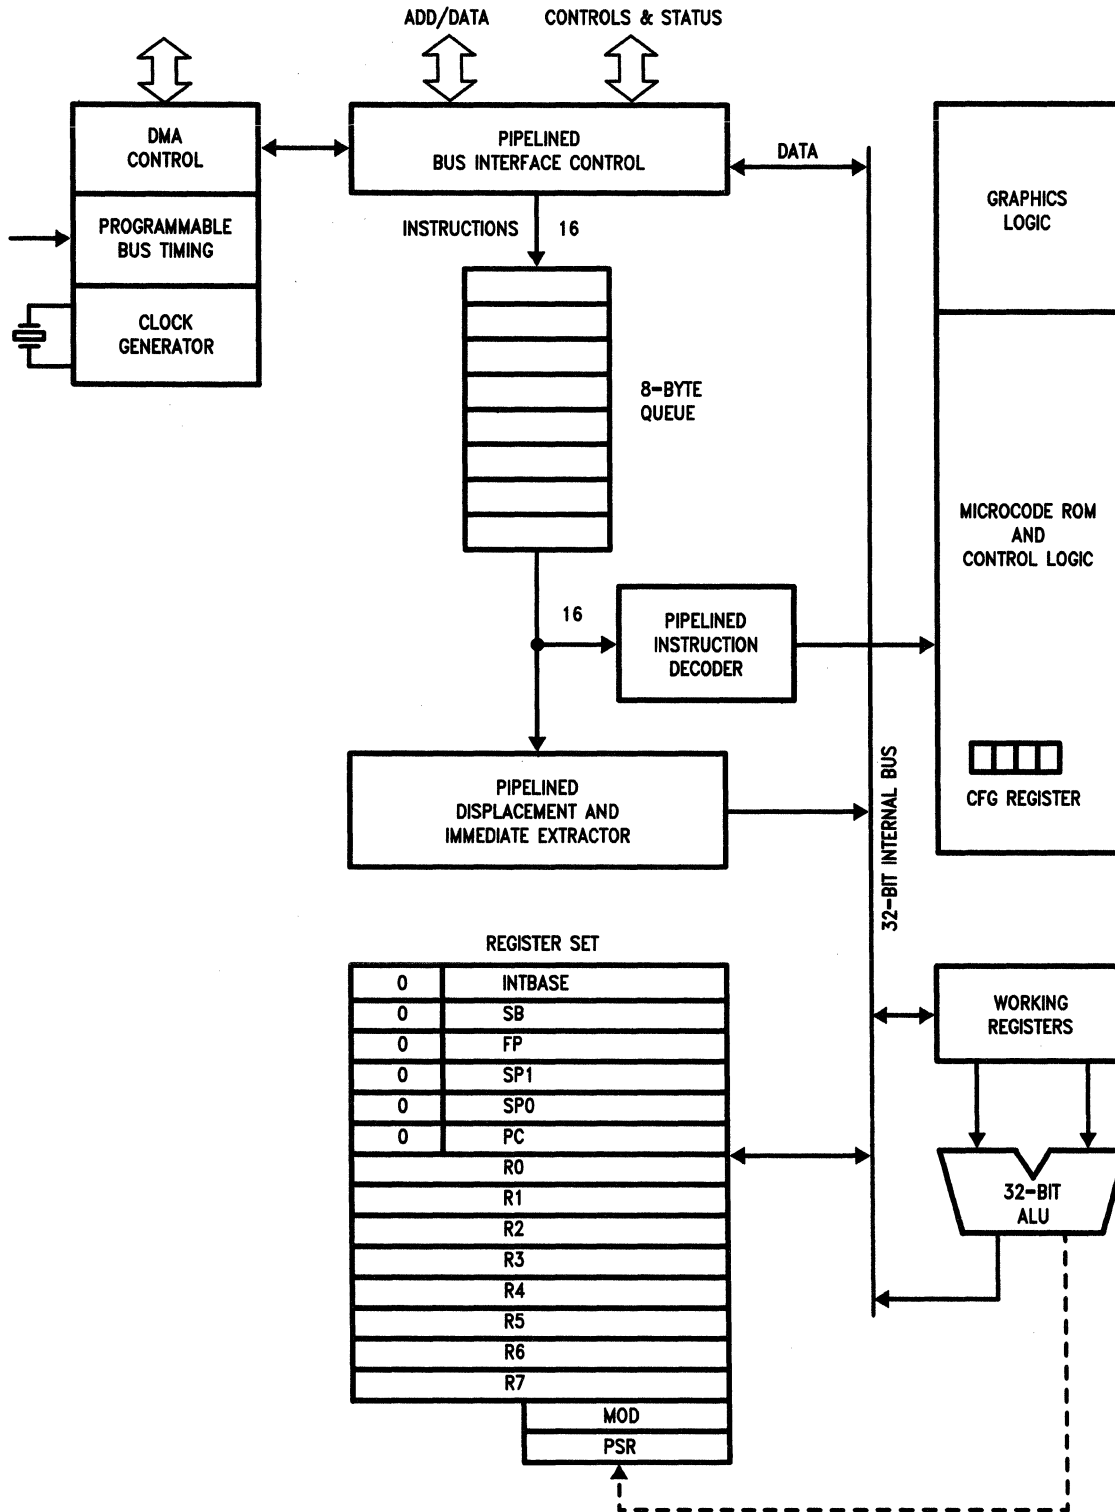 ADD/DATA
CONTROLS & STATUS
DMA
CONTROL
PROGRAMMABLE
BUS TIMING
CLOCK
GENERATOR
PIPELINED
BUS INTERFACE CONTROL
DATA
INSTRUCTIONS 16
8-BYTE
QUEUE
16
PIPELINED
INSTRUCTION
DECODER
PIPELINED
DISPLACEMENT AND
IMMEDIATE EXTRACTOR
32-BIT INTERNAL BUS
GRAPHICS
LOGIC
MICROCODE ROM
AND
CONTROL LOGIC
CFG REGISTER
REGISTER SET
0 INTBASE
0 SB
0 FP
0 SP1
0 SP0
0 PC
R0
R1
R2
R3
R4
R5
R6
R7
MOD
PSR
WORKING
REGISTERS
32-BIT
ALU